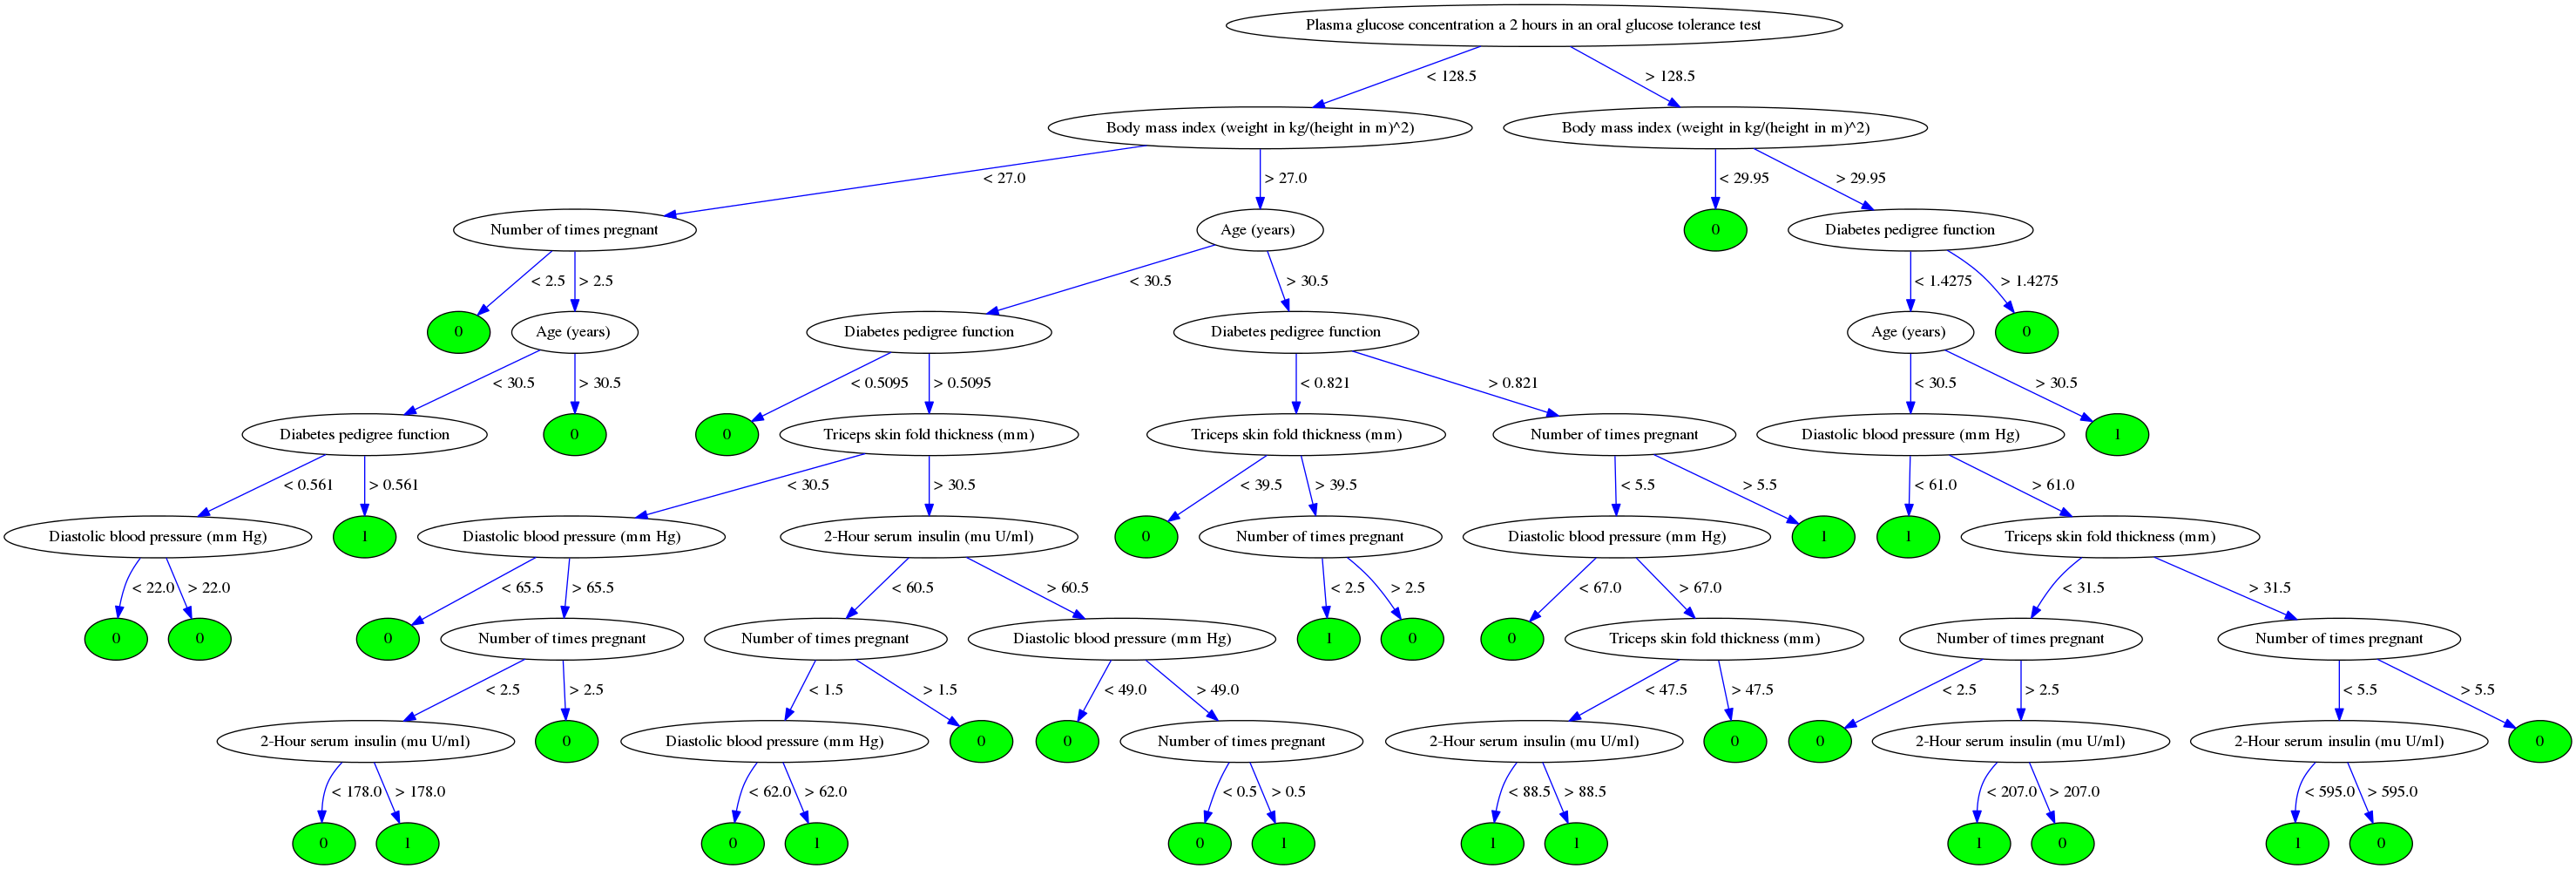 Plasma glucose concentration a 2 hours in an oral glucose tolerance test
< 128.5 > 128.5
Body mass index (weight in kg/(height in m)^2) Body mass index (weight in kg/(height in m)^2)
< 27.0 > 27.0 < 29.95 > 29.95
Number of times pregnant Age (years) 0 Diabetes pedigree function
< 2.5 > 2.5 < 30.5 > 30.5 < 1.4275 > 1.4275
0 Age (years) Diabetes pedigree function Diabetes pedigree function Age (years) 0
< 30.5 > 30.5 < 0.5095 > 0.5095 < 0.821 > 0.821 < 30.5 > 30.5
Diabetes pedigree function 0 0 Triceps skin fold thickness (mm) Triceps skin fold thickness (mm) Number of times pregnant Diastolic blood pressure (mm Hg) 1
< 0.561 > 0.561 < 30.5 > 30.5 < 39.5 > 39.5 < 5.5 > 5.5 < 61.0 > 61.0
Diastolic blood pressure (mm Hg) 1 Diastolic blood pressure (mm Hg) 2-Hour serum insulin (mu U/ml) 0 Number of times pregnant Diastolic blood pressure (mm Hg) 1 1 Triceps skin fold thickness (mm)
< 22.0 > 22.0 < 65.5 > 65.5 < 60.5 > 60.5 < 2.5 > 2.5 < 67.0 > 67.0 < 31.5 > 31.5
0 0 0 Number of times pregnant Number of times pregnant Diastolic blood pressure (mm Hg) 1 0 0 Triceps skin fold thickness (mm) Number of times pregnant Number of times pregnant
< 2.5 > 2.5 < 1.5 > 1.5 < 49.0 > 49.0 < 47.5 > 47.5 < 2.5 > 2.5 < 5.5 > 5.5
2-Hour serum insulin (mu U/ml) 0 Diastolic blood pressure (mm Hg) 0 0 Number of times pregnant 2-Hour serum insulin (mu U/ml) 0 0 2-Hour serum insulin (mu U/ml) 2-Hour serum insulin (mu U/ml) 0
< 178.0 > 178.0 < 62.0 > 62.0 < 0.5 > 0.5 < 88.5 > 88.5 < 207.0 > 207.0 < 595.0 > 595.0
0 1 0 1 0 1 1 1 1 0 1 0